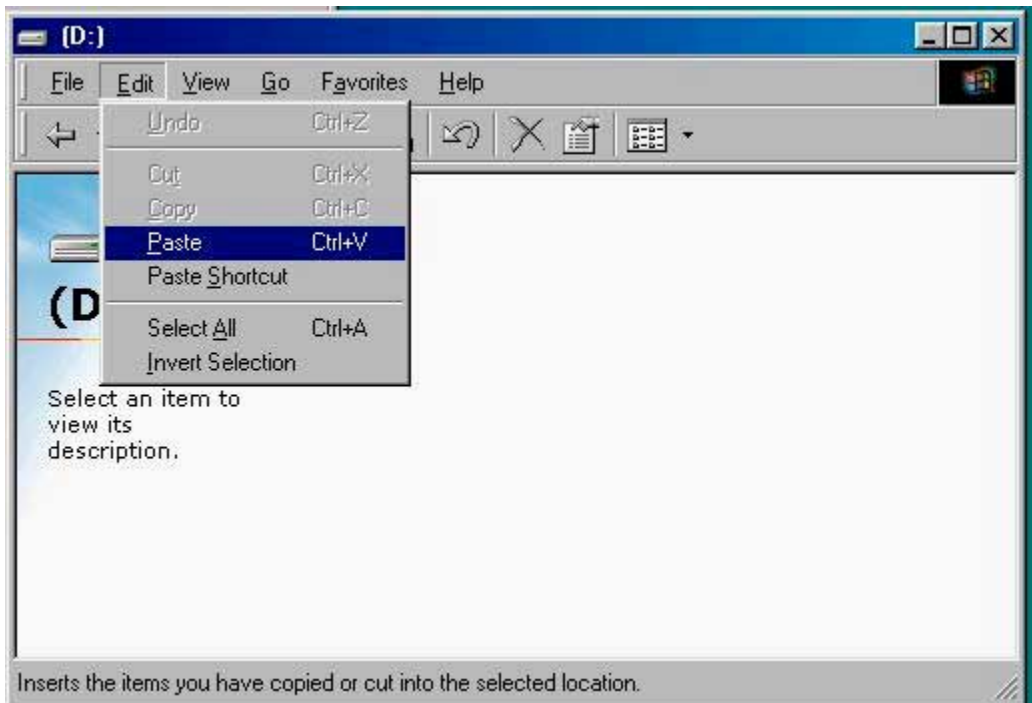 (D:)
File Edit View Go Favorites Help
Undo Ctrl+Z
Cut Ctrl+X
Copy Ctrl+C
Paste Ctrl+V
Paste Shortcut
Select All Ctrl+A
Invert Selection
(D
Select an item to
view its
description.
Inserts the items you have copied or cut into the selected location.